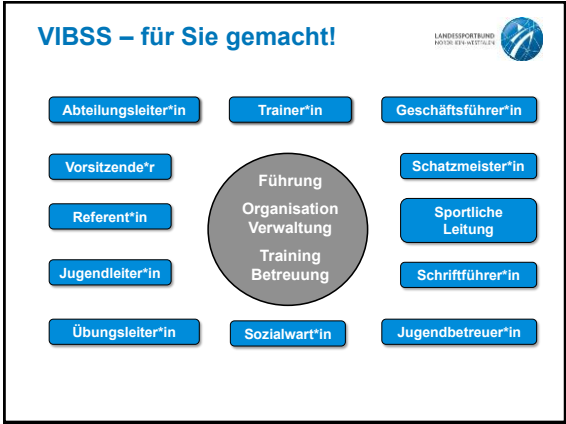 VIBSS – für Sie gemacht!
LANDESSPORTBUND
NORDRHEIN-WESTFALEN
Abteilungsleiter*in
Trainer*in
Geschäftsführer*in
Vorsitzende*r
Schatzmeister*in
Führung
Organisation
Verwaltung
Training
Betreuung
Referent*in
Sportliche
Leitung
Jugendleiter*in
Schriftführer*in
Übungsleiter*in
Sozialwart*in
Jugendbetreuer*in